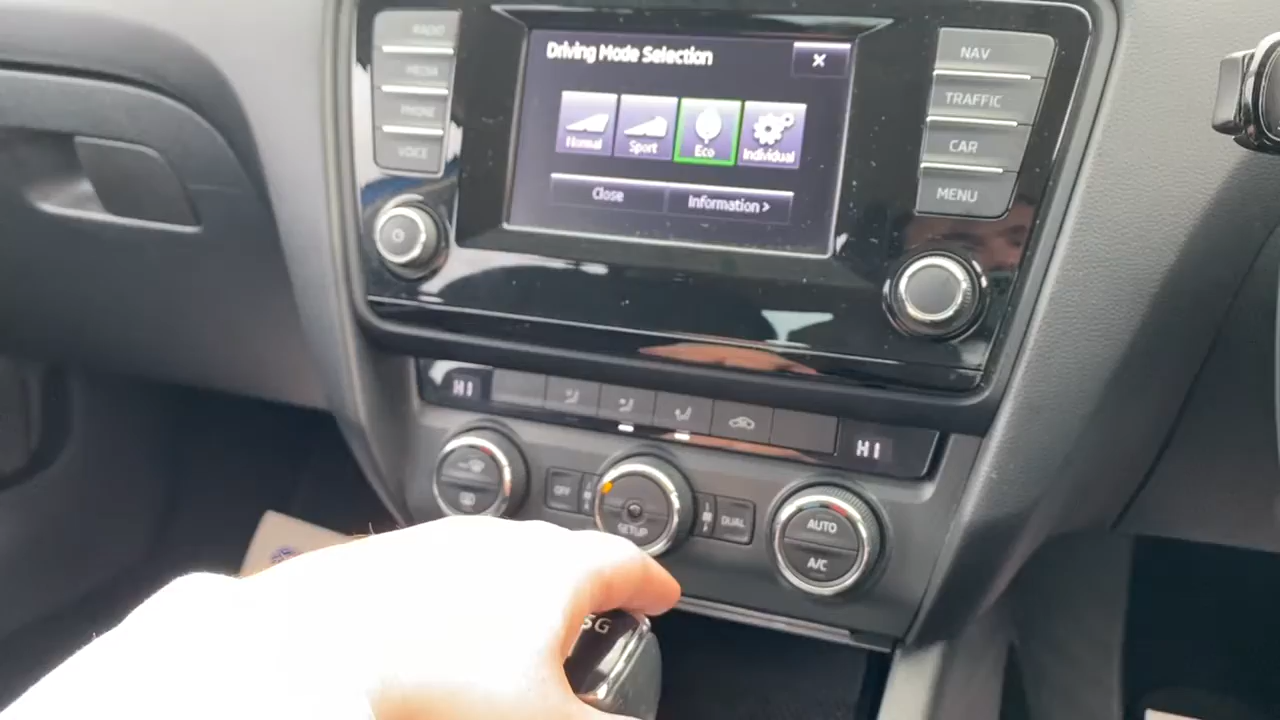 RADIO
MEDIA
PHONE
VOICE
Driving Mode Selection
Normal
Sport
Eco
Individual
Close
Information >
NAV
TRAFFIC
CAR
MENU
HI
HI
OFF
SETUP
DUAL
AUTO
A/C
SG